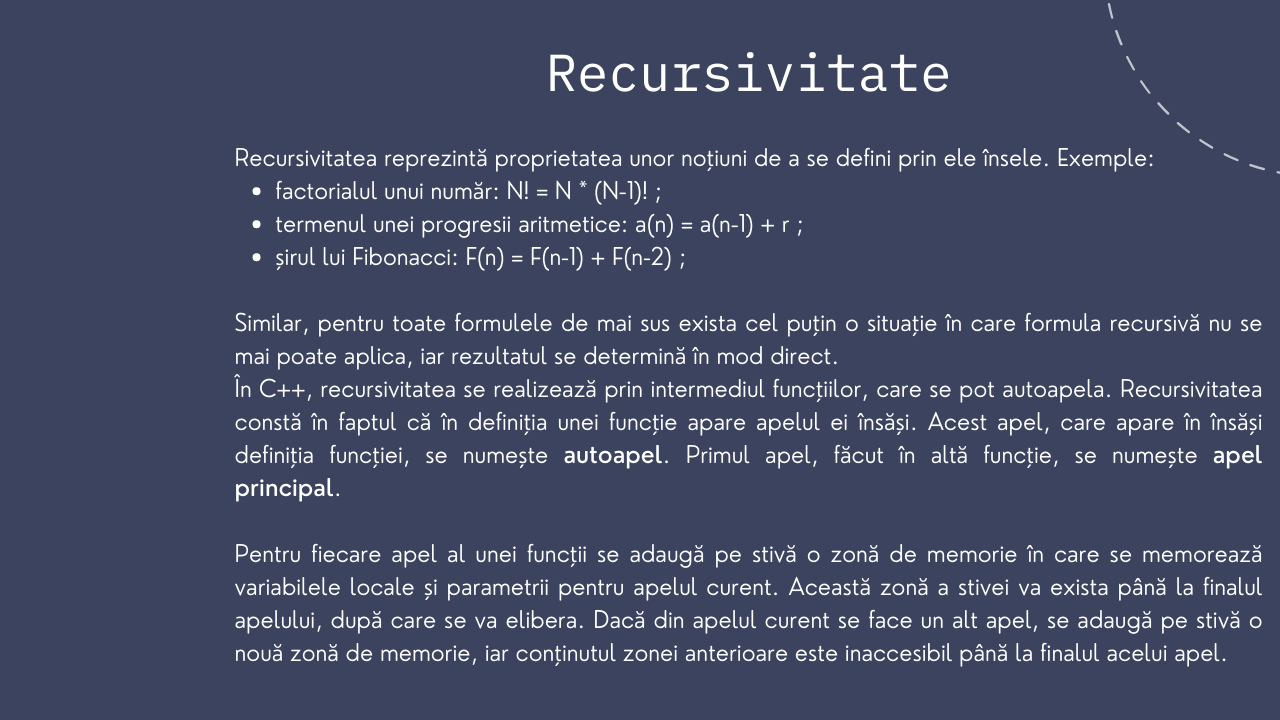 Recursivitate
Recursivitatea reprezintă proprietatea unor noțiuni de a se defini prin ele însele. Exemple:
• factorialul unui număr: N! = N * (N-1)! ;
• termenul unei progresii aritmetice: a(n) = a(n-1) + r ;
• șirul lui Fibonacci: F(n) = F(n-1) + F(n-2) ;
Similar, pentru toate formulele de mai sus exista cel puțin o situație în care formula recursivă nu se
mai poate aplica, iar rezultatul se determină în mod direct.
În C++, recursivitatea se realizează prin intermediul funcțiilor, care se pot autoapela. Recursivitatea
constă în faptul că în definiția unei funcție apare apelul ei însăși. Acest apel, care apare în însăși
definiția funcției, se numește autoapel. Primul apel, făcut în altă funcție, se numește apel
principal.
Pentru fiecare apel al unei funcții se adaugă pe stivă o zonă de memorie în care se memorează
variabilele locale și parametrii pentru apelul curent. Această zonă a stivei va exista până la finalul
apelului, după care se va elibera. Dacă din apelul curent se face un alt apel, se adaugă pe stivă o
nouă zonă de memorie, iar conținutul zonei anterioare este inaccesibil până la finalul acelui apel.